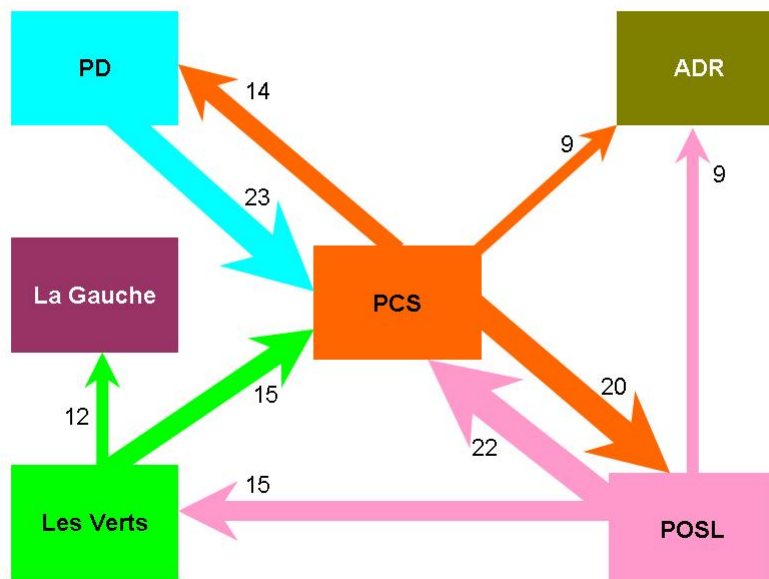 PD
ADR
14
9
9
23
La Gauche
PCS
15
20
12
22
15
Les Verts
POSL